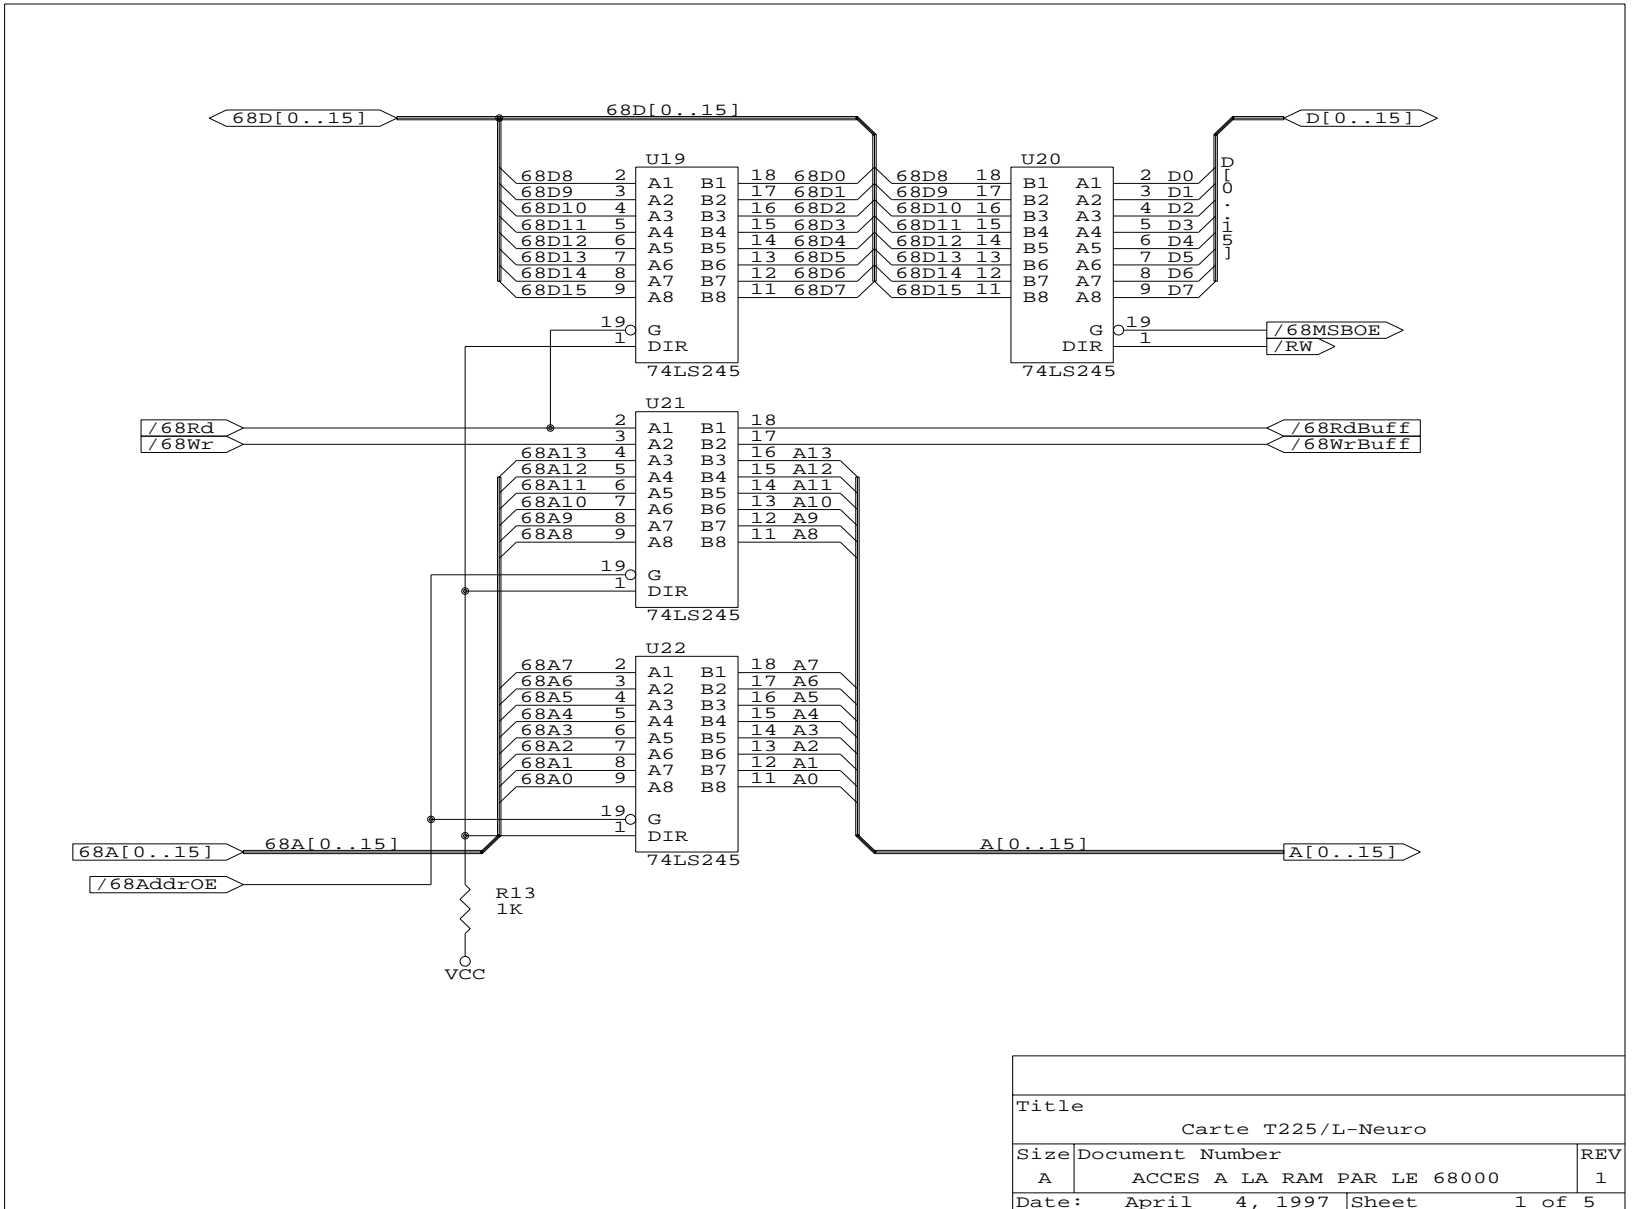 68D[0..15] 68D[0..15] D[0..15]
U19 U20
68D8 2 A1 B1 18 68D0 68D8 18 B1 A1 2 D0
68D9 3 A2 B2 17 68D1 68D9 17 B2 A2 3 D1
68D10 4 A3 B3 16 68D2 68D10 16 B3 A3 4 D2
68D11 5 A4 B4 15 68D3 68D11 15 B4 A4 5 D3
68D12 6 A5 B5 14 68D4 68D12 14 B5 A5 6 D4
68D13 7 A6 B6 13 68D5 68D13 13 B6 A6 7 D5
68D14 8 A7 B7 12 68D6 68D14 12 B7 A7 8 D6
68D15 9 A8 B8 11 68D7 68D15 11 B8 A8 9 D7
D[0..15]
19 G G 19 /68MSBOE
1 DIR DIR 1 /RW
74LS245 74LS245
U21
/68Rd 2 A1 B1 18 /68RdBuff
/68Wr 3 A2 B2 17 /68WrBuff
68A13 4 A3 B3 16 A13
68A12 5 A4 B4 15 A12
68A11 6 A5 B5 14 A11
68A10 7 A6 B6 13 A10
68A9 8 A7 B7 12 A9
68A8 9 A8 B8 11 A8
19 G
1 DIR
74LS245
U22
68A7 2 A1 B1 18 A7
68A6 3 A2 B2 17 A6
68A5 4 A3 B3 16 A5
68A4 5 A4 B4 15 A4
68A3 6 A5 B5 14 A3
68A2 7 A6 B6 13 A2
68A1 8 A7 B7 12 A1
68A0 9 A8 B8 11 A0
19 G
1 DIR
74LS245
68A[0..15] 68A[0..15] A[0..15] A[0..15]
/68AddrOE
R13
1K
VCC
Title
Carte T225/L-Neuro
Size Document Number REV
A ACCES A LA RAM PAR LE 68000 1
Date: April 4, 1997 Sheet 1 of 5